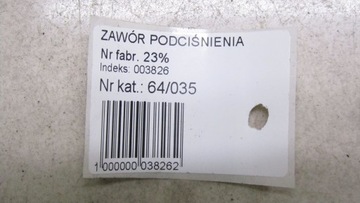 ZAWÓR PODCIŚNIENIA
Nr fabr. 23%
Indeks: 003826
Nr kat.: 64/035
1 000000 038262